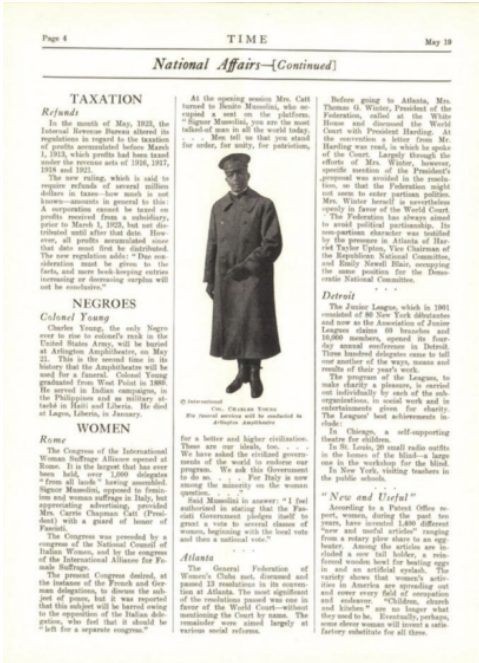 Page 4
TIME
May 19
National Affairs—[Continued]
TAXATION
Refunds
In the month of May, 1923, the
Internal Revenue Bureau altered its
regulations in regard to the taxation
of profits accumulated before March
1, 1913, which profits had been taxed
under the revenue acts of 1916, 1917,
1918 and 1921.
The new ruling, which is said to
require refunds of several million
dollars in taxes—how much is not
known—amounts in general to this:
A corporation cannot be taxed on
profits received from a subsidiary,
prior to March 1, 1923, but not dis-
tributed until after that date. How-
ever, all profits accumulated since
that date must first be distributed.
The new regulation adds: "Due con-
sideration must be given to the
facts, and mere book-keeping entries
increasing or decreasing surplus will
not be conclusive."
NEGROES
Colonel Young
Charles Young, the only Negro
ever to rise to colonel's rank in the
United States Army, will be buried
at Arlington Amphitheatre, on May
21. This is the second time in its
history that the Amphitheatre will be
used for a funeral. Colonel Young
graduated from West Point in 1889.
He served in Indian campaigns, in
the Philippines and as military at-
taché in Haiti and Liberia. He died
at Lagos, Liberia, in January.
WOMEN
Rome
The Congress of the International
Woman Suffrage Alliance opened at
Rome. It is the largest that has ever
been held, over 1,000 delegates
"from all lands" having assembled.
Signor Mussolini, opposed to femin-
ism and woman suffrage in Italy, but
appreciating advertising, provided
Mrs. Carrie Chapman Catt (Presi-
dent) with a guard of honor of
Fascisti.
The Congress was preceded by a
congress of the National Council of
Italian Women, and by the congress
of the International Alliance for Fe-
male Suffrage.
The present Congress desired, at
the instance of the French and Ger-
man delegations, to discuss the sub-
ject of peace, but it was reported
that this subject will be barred owing
to the opposition of the Italian dele-
gation, who feel that it should be
"left for a separate congress."
At the opening session Mrs. Catt
turned to Benito Mussolini, who oc-
cupied a seat on the platform.
"Signor Mussolini, you are the most
talked-of man in all the world today.
. . . Men tell us that you stand
for order, for unity, for patriotism,
© International
COL. CHARLES YOUNG
His funeral services will be conducted in
Arlington Amphitheatre
for a better and higher civilization.
These are our ideals, too. . . .
We have asked the civilized govern-
ments of the world to endorse our
program. We ask this Government
to do so. . . . For Italy is now
among the minority on the woman
question. . . ."
Said Mussolini in answer: "I feel
authorized in stating that the Fas-
cisti Government pledges itself to
grant a vote to several classes of
women, beginning with the local vote
and then a national vote."
Atlanta
The General Federation of
Women's Clubs met, discussed and
passed 13 resolutions in its conven-
tion at Atlanta. The most significant
of the resolutions passed was one in
favor of the World Court—without
mentioning the Court by name. The
remainder were aimed largely at
various social reforms.
Before going to Atlanta, Mrs.
Thomas G. Winter, President of the
Federation, called at the White
House and discussed the World
Court with President Harding. At
the convention a letter from Mr.
Harding was read, in which he spoke
of the Court. Largely through the
efforts of Mrs. Winter, however,
specific mention of the President's
proposal was avoided in the resolu-
tion, so that the Federation might
not seem to enter partisan politics.
Mrs. Winter herself is nevertheless
openly in favor of the World Court.
The Federation has always aimed
to avoid political partisanship. Its
non-partisan character was testified
by the presence in Atlanta of Har-
riet Taylor Upton, Vice Chairman of
the Republican National Committee,
and Emily Newell Blair, occupying
the same position for the Demo-
cratic National Committee.
Detroit
The Junior League, which in 1901
consisted of 80 New York débutantes
and now as the Association of Junior
Leagues claims 60 branches and
10,000 members, opened its four-
day annual conference in Detroit.
Three hundred delegates came to tell
one another of the ways, means and
results of their year's work.
The program of the Leagues, to
make charity a pleasure, is carried
out individually by each of the sub-
organizations, in social work and in
entertainments given for charity.
The Leagues' best achievements in-
clude:
In Chicago, a self-supporting
theatre for children.
In St. Louis, 20 small radio outfits
in the homes of the blind—a large
one in the workshop for the blind.
In New York, visiting teachers in
the public schools.
"New and Useful"
According to a Patent Office re-
port, women, during the past ten
years, have invented 1,400 different
"new and useful articles" ranging
from a rotary plow share to an egg-
beater. Among the articles are in-
cluded a new tail holder, a rein-
forced wooden bowl for beating eggs
in and an artificial eyelash. The
variety shows that women's activ-
ities in America are spreading out
and cover every field of occupation
and endeavor. "Children, church
and kitchen" are no longer what
they used to be. Eventually, perhaps,
some clever woman will invent a satis-
factory substitute for all three.